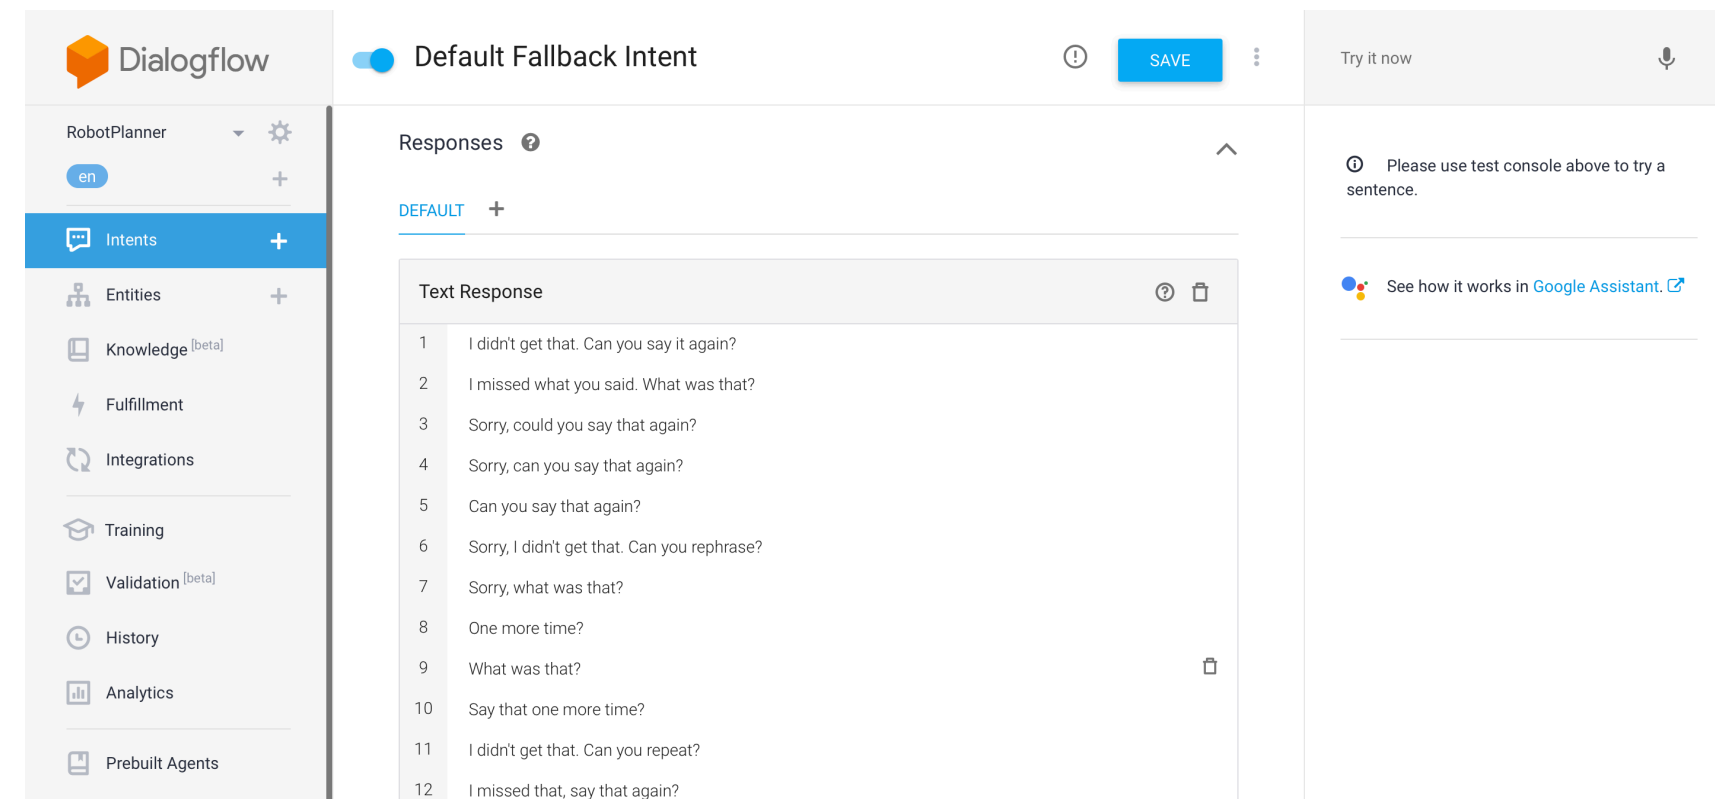 Dialogflow
RobotPlanner
en
Intents
Entities
Knowledge [beta]
Fulfillment
Integrations
Training
Validation [beta]
History
Analytics
Prebuilt Agents
Default Fallback Intent
SAVE
Responses
DEFAULT
Text Response
1 I didn't get that. Can you say it again?
2 I missed what you said. What was that?
3 Sorry, could you say that again?
4 Sorry, can you say that again?
5 Can you say that again?
6 Sorry, I didn't get that. Can you rephrase?
7 Sorry, what was that?
8 One more time?
9 What was that?
10 Say that one more time?
11 I didn't get that. Can you repeat?
12 I missed that, say that again?
Try it now
Please use test console above to try a
sentence.
See how it works in Google Assistant.